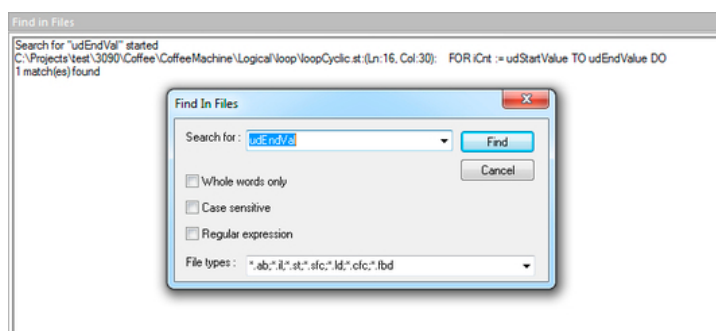 Find in Files
Search for "udEndVal" started
C:\Projects\test\3090\Coffee\CoffeeMachine\Logical\loop\loopCyclic.st:(Ln:16, Col:30): FOR iCnt := udStartValue TO udEndValue DO
1 match(es) found
Find In Files
Search for :
udEndVal
Find
Cancel
Whole words only
Case sensitive
Regular expression
File types :
*.ab;*.il;*.st;*.sfc;*.ld;*.cfc;*.fbd